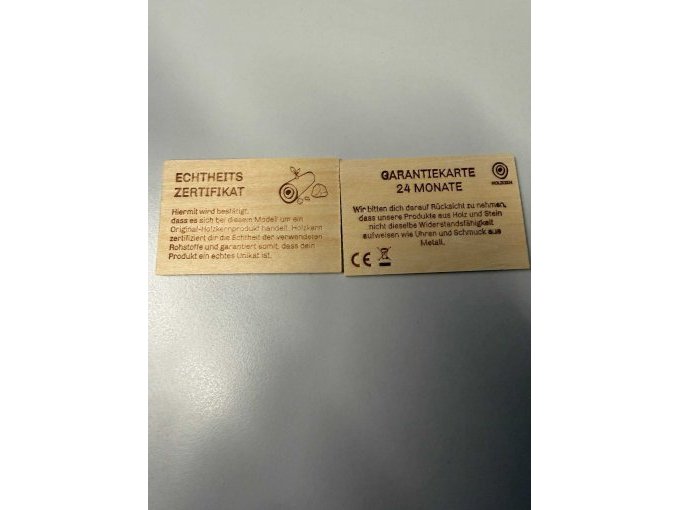 ECHTHEITS
ZERTIFIKAT
Hiermit wird bestätigt,
dass es sich bei diesem Modell um ein
Original-Holzkernprodukt handelt. Holzkern
zertifiziert dir die Echtheit der verwendeten
Rohstoffe und garantiert somit, dass dein
Produkt ein echtes Unikat ist.
GARANTIEKARTE
24 MONATE
HOLZKERN
Wir bitten dich darauf Rücksicht zu nehmen,
dass unsere Produkte aus Holz und Stein
nicht dieselbe Widerstandsfähigkeit
aufweisen wie Uhren und Schmuck aus
Metall.
CE